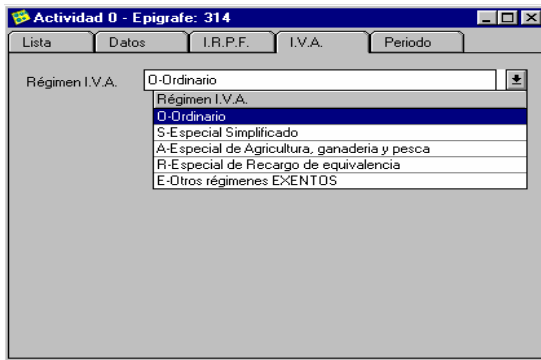 Actividad 0 - Epigrafe: 314
Lista Datos I.R.P.F. I.V.A. Periodo
Régimen I.V.A. O-Ordinario
Régimen I.V.A.
O-Ordinario
S-Especial Simplificado
A-Especial de Agricultura, ganaderia y pesca
R-Especial de Recargo de equivalencia
E-Otros régimenes EXENTOS